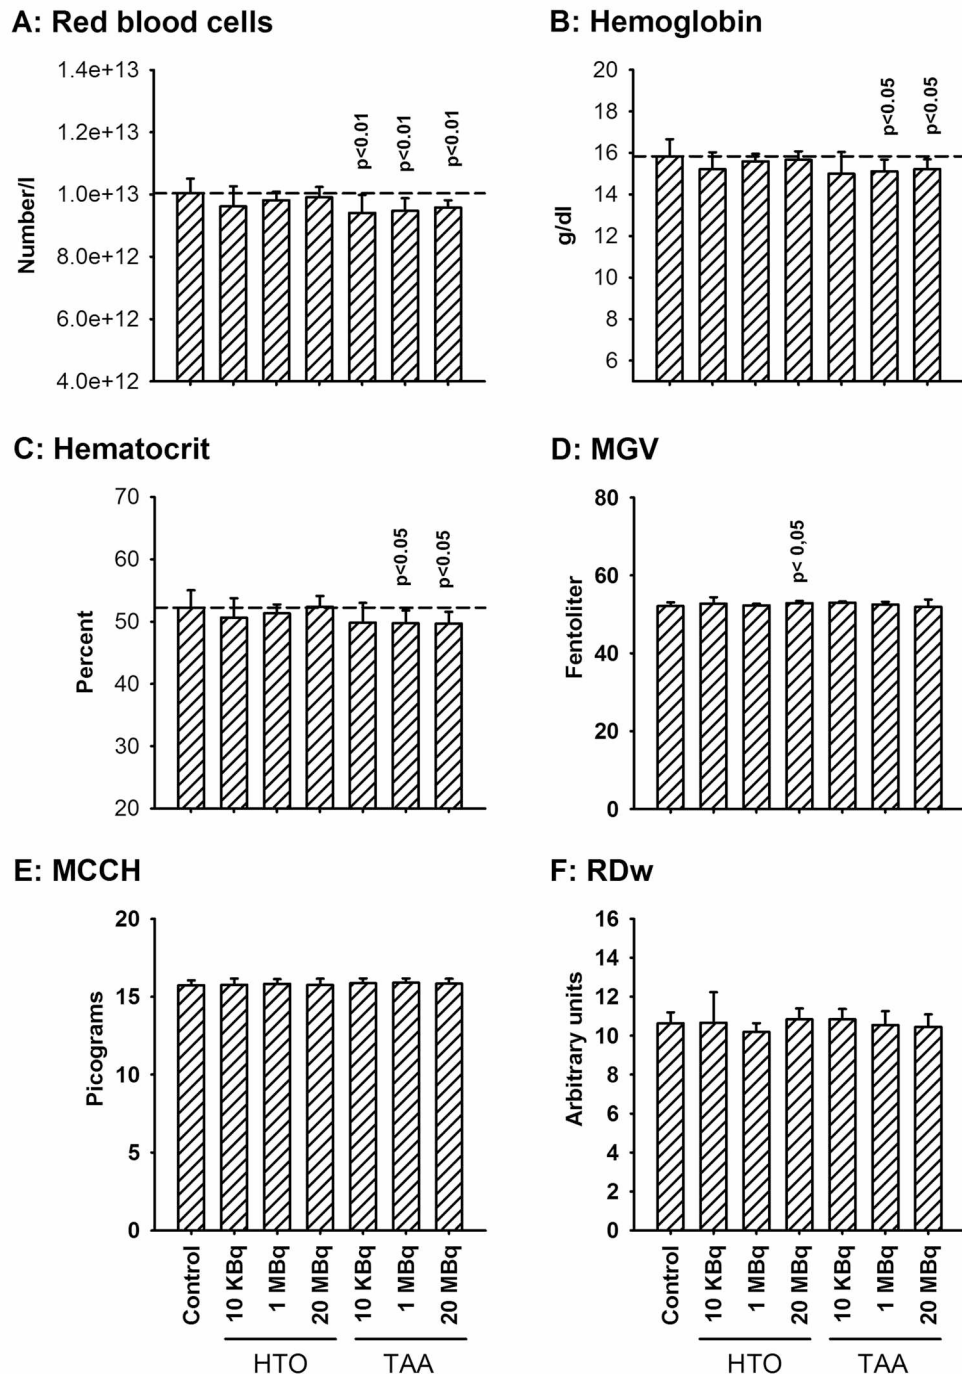 A: Red blood cells
B: Hemoglobin
1.4e+13
1.2e+13
1.0e+13
8.0e+12
6.0e+12
4.0e+12
Number/l
p<0.01
p<0.01
p<0.01
20
18
16
14
16
10
8
6
g/dl
p<0.05
p<0.05
C: Hematocrit
D: MGV
70
60
50
40
30
20
Percent
p<0.05
p<0.05
80
60
40
20
0
Fentoliter
p< 0,05
E: MCCH
F: RDw
20
15
10
5
0
Picograms
16
14
12
10
8
6
4
2
0
Arbitrary units
Control
10 KBq
1 MBq
20 MBq
10 KBq
1 MBq
20 MBq
HTO
TAA
Control
10 KBq
1 MBq
20 MBq
10 KBq
1 MBq
20 MBq
HTO
TAA